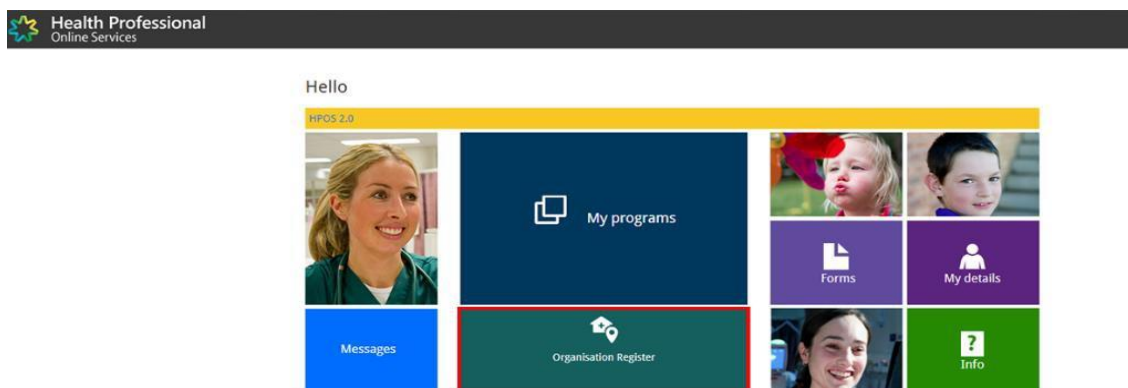 Health Professional
Online Services
Hello
HPOS 2.0
My programs
Forms
My details
Messages
Organisation Register
?
Info